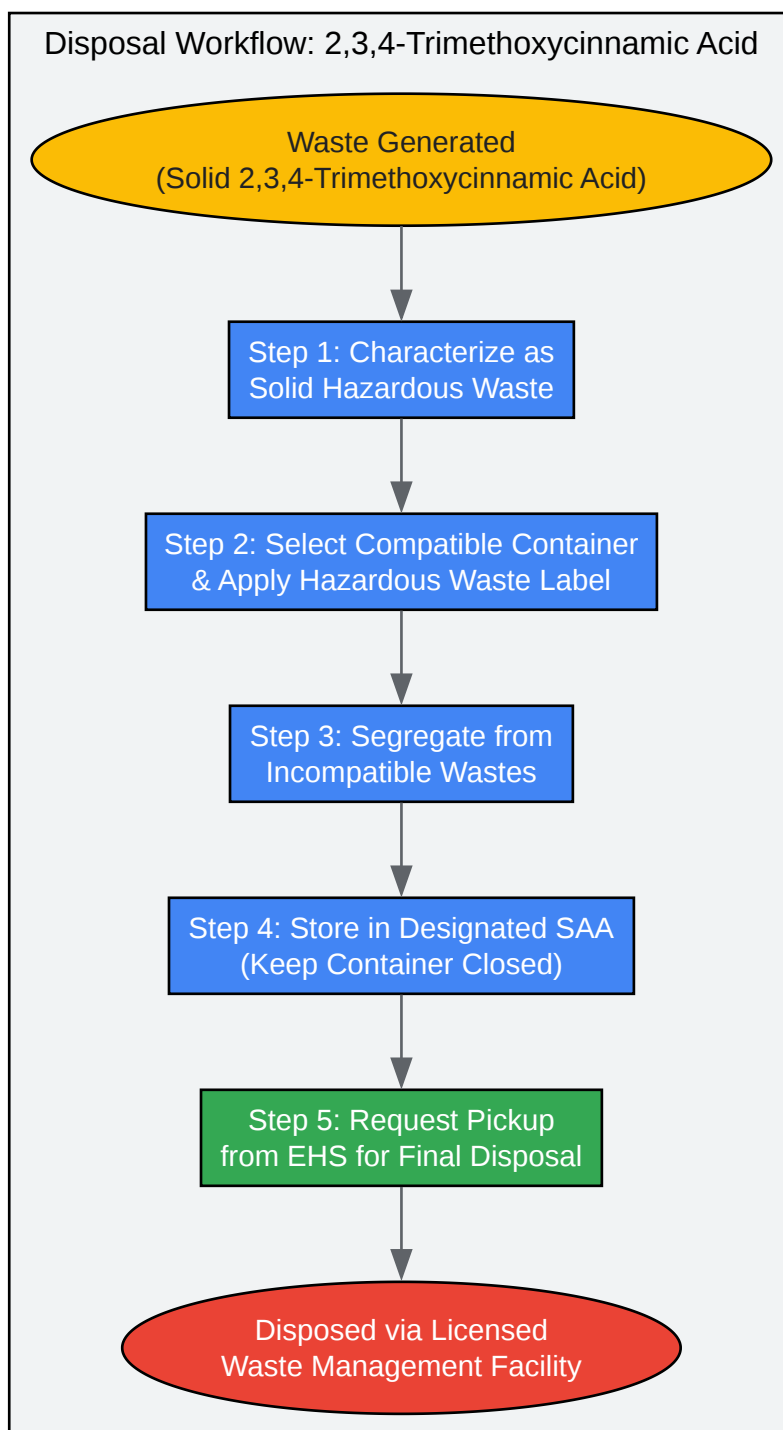 Disposal Workflow: 2,3,4-Trimethoxycinnamic Acid
Waste Generated
(Solid 2,3,4-Trimethoxycinnamic Acid)
Step 1: Characterize as
Solid Hazardous Waste
Step 2: Select Compatible Container
& Apply Hazardous Waste Label
Step 3: Segregate from
Incompatible Wastes
Step 4: Store in Designated SAA
(Keep Container Closed)
Step 5: Request Pickup
from EHS for Final Disposal
Disposed via Licensed
Waste Management Facility